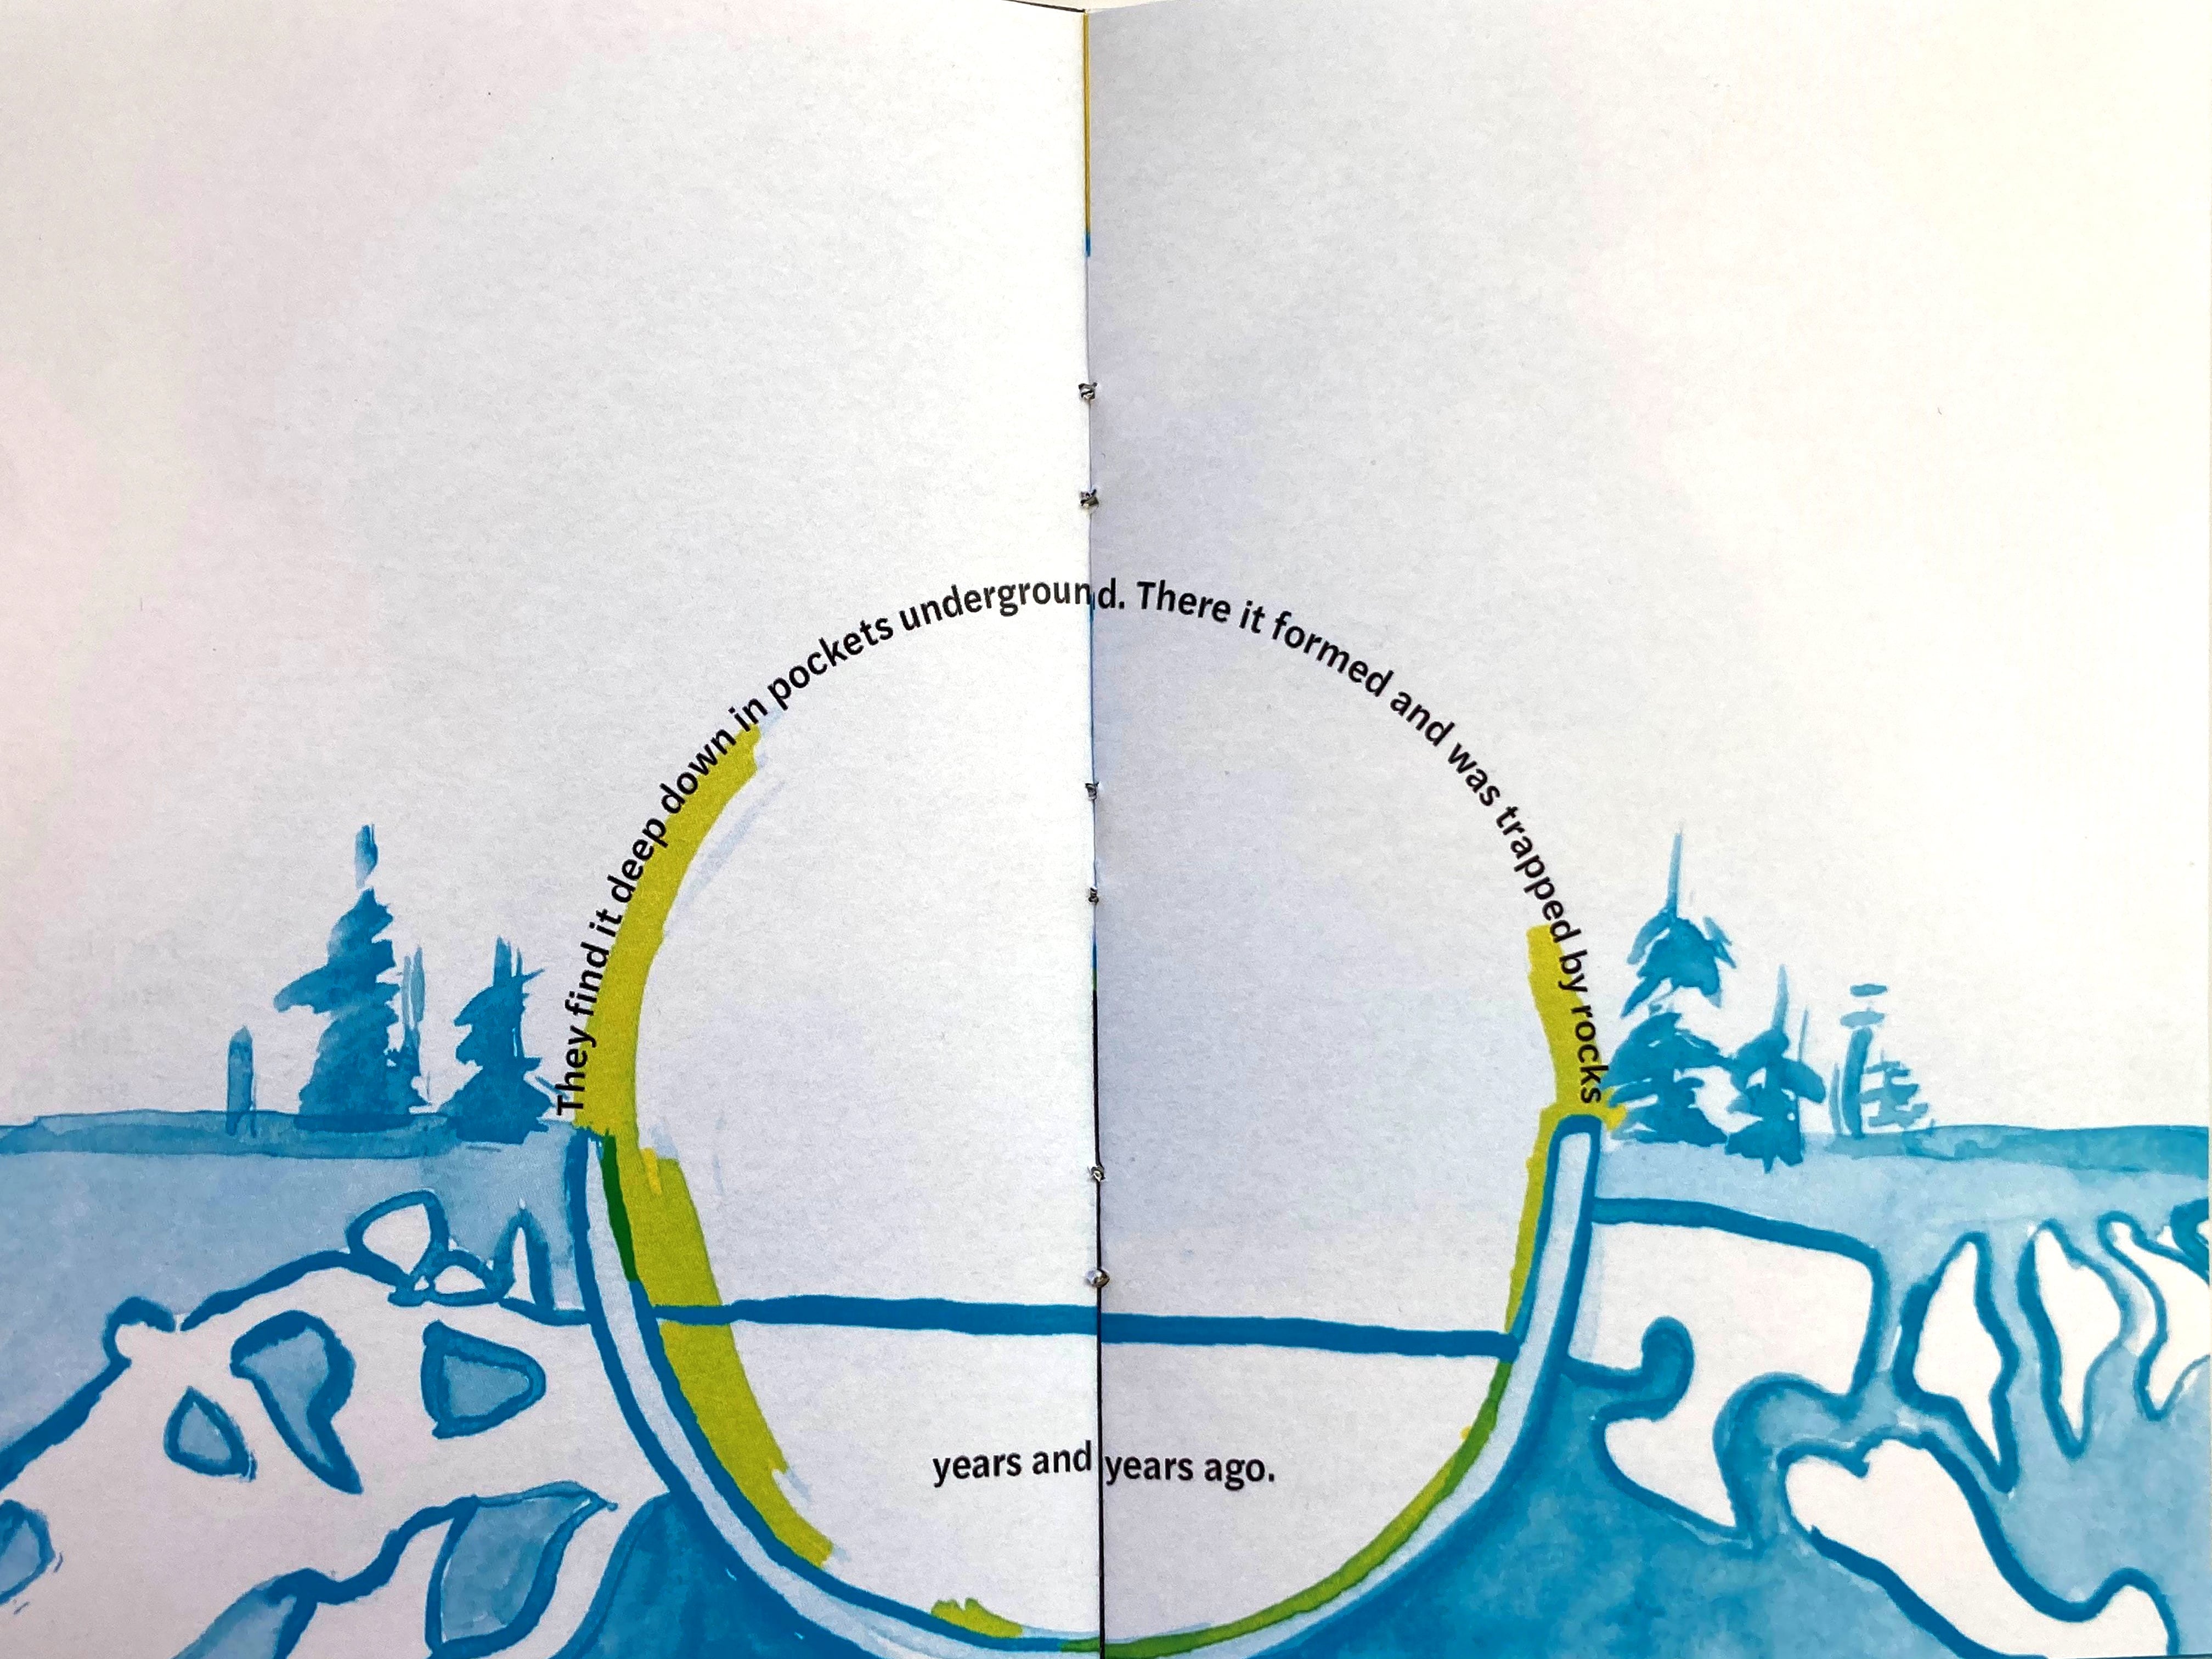 They find it deep down in pockets underground. There it formed and was trapped by rocks
years and years ago.